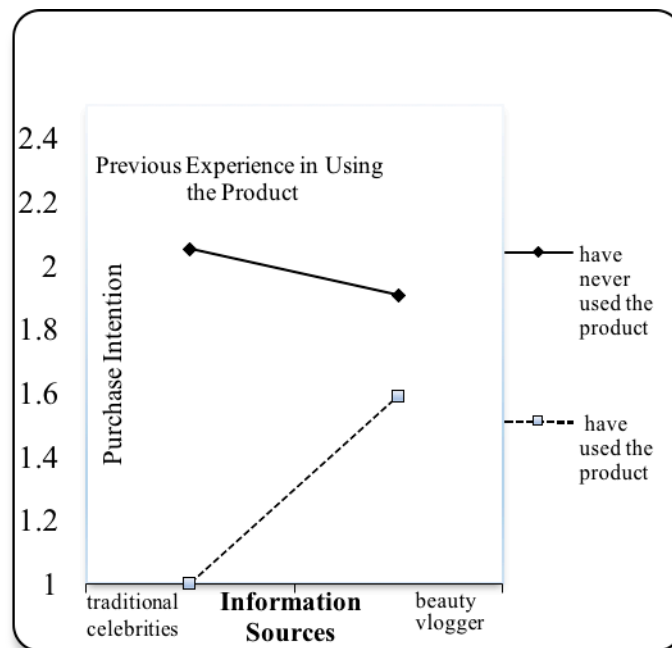 2.4
2.2
2
1.8
1.6
1.4
1.2
1
Previous Experience in Using
the Product
Purchase Intention
have
never
used the
product
have
used the
product
traditional
celebrities
Information
Sources
beauty
vlogger